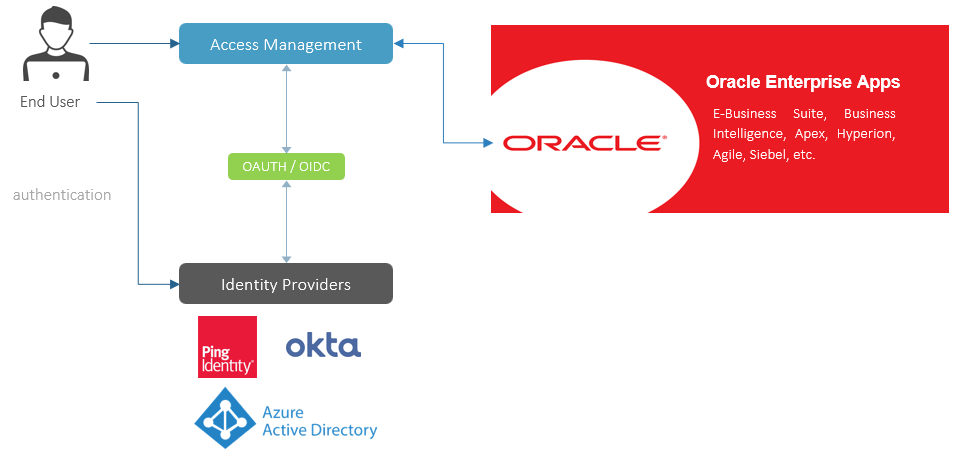 Access Management
End User
Oracle Enterprise Apps
E-Business Suite, Business
Intelligence, Apex, Hyperion,
Agile, Siebel, etc.
ORACLE®
OAUTH / OIDC
authentication
Identity Providers
Ping
Identity®
okta
Azure
Active Directory